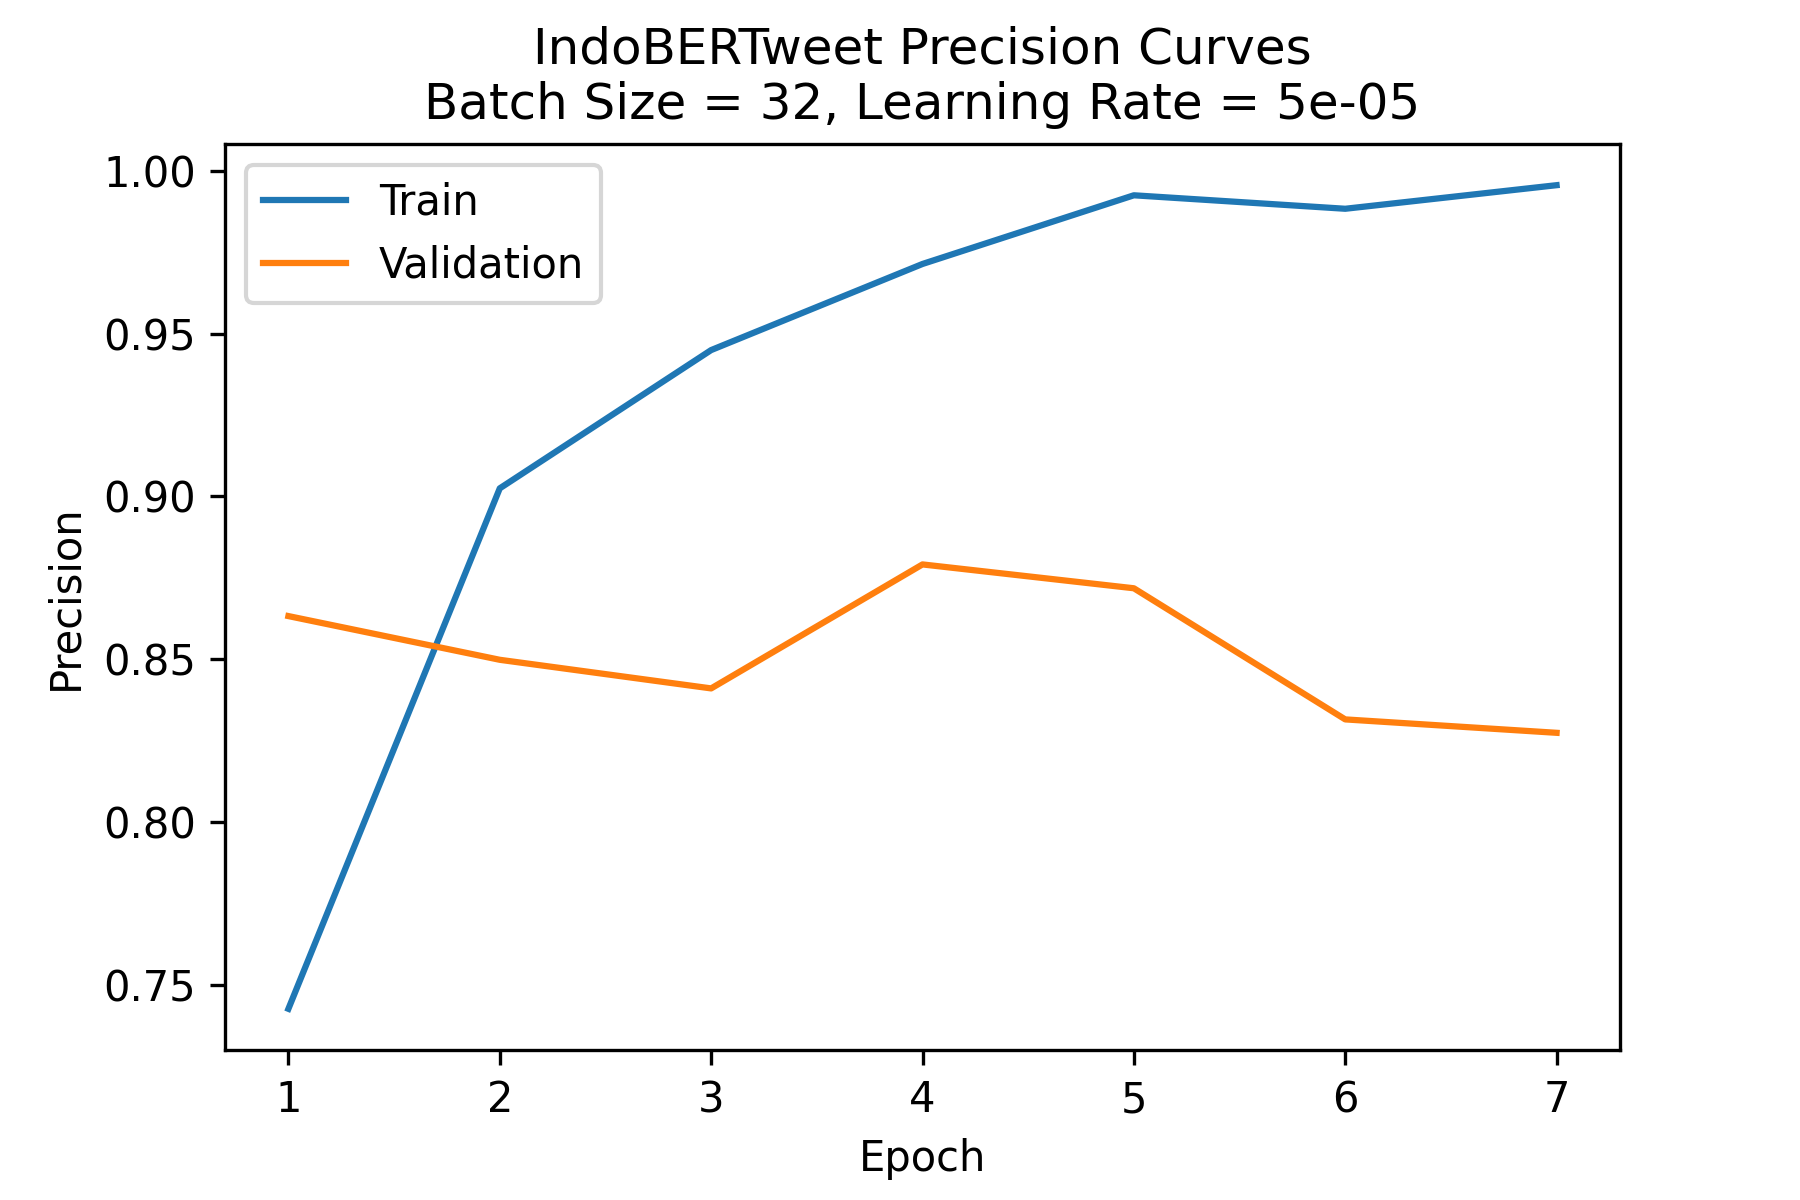 IndoBERTweet Precision Curves
Batch Size = 32, Learning Rate = 5e-05
Train
Validation
1.00
0.95
0.90
0.85
0.80
0.75
Precision
1 2 3 4 5 6 7
Epoch